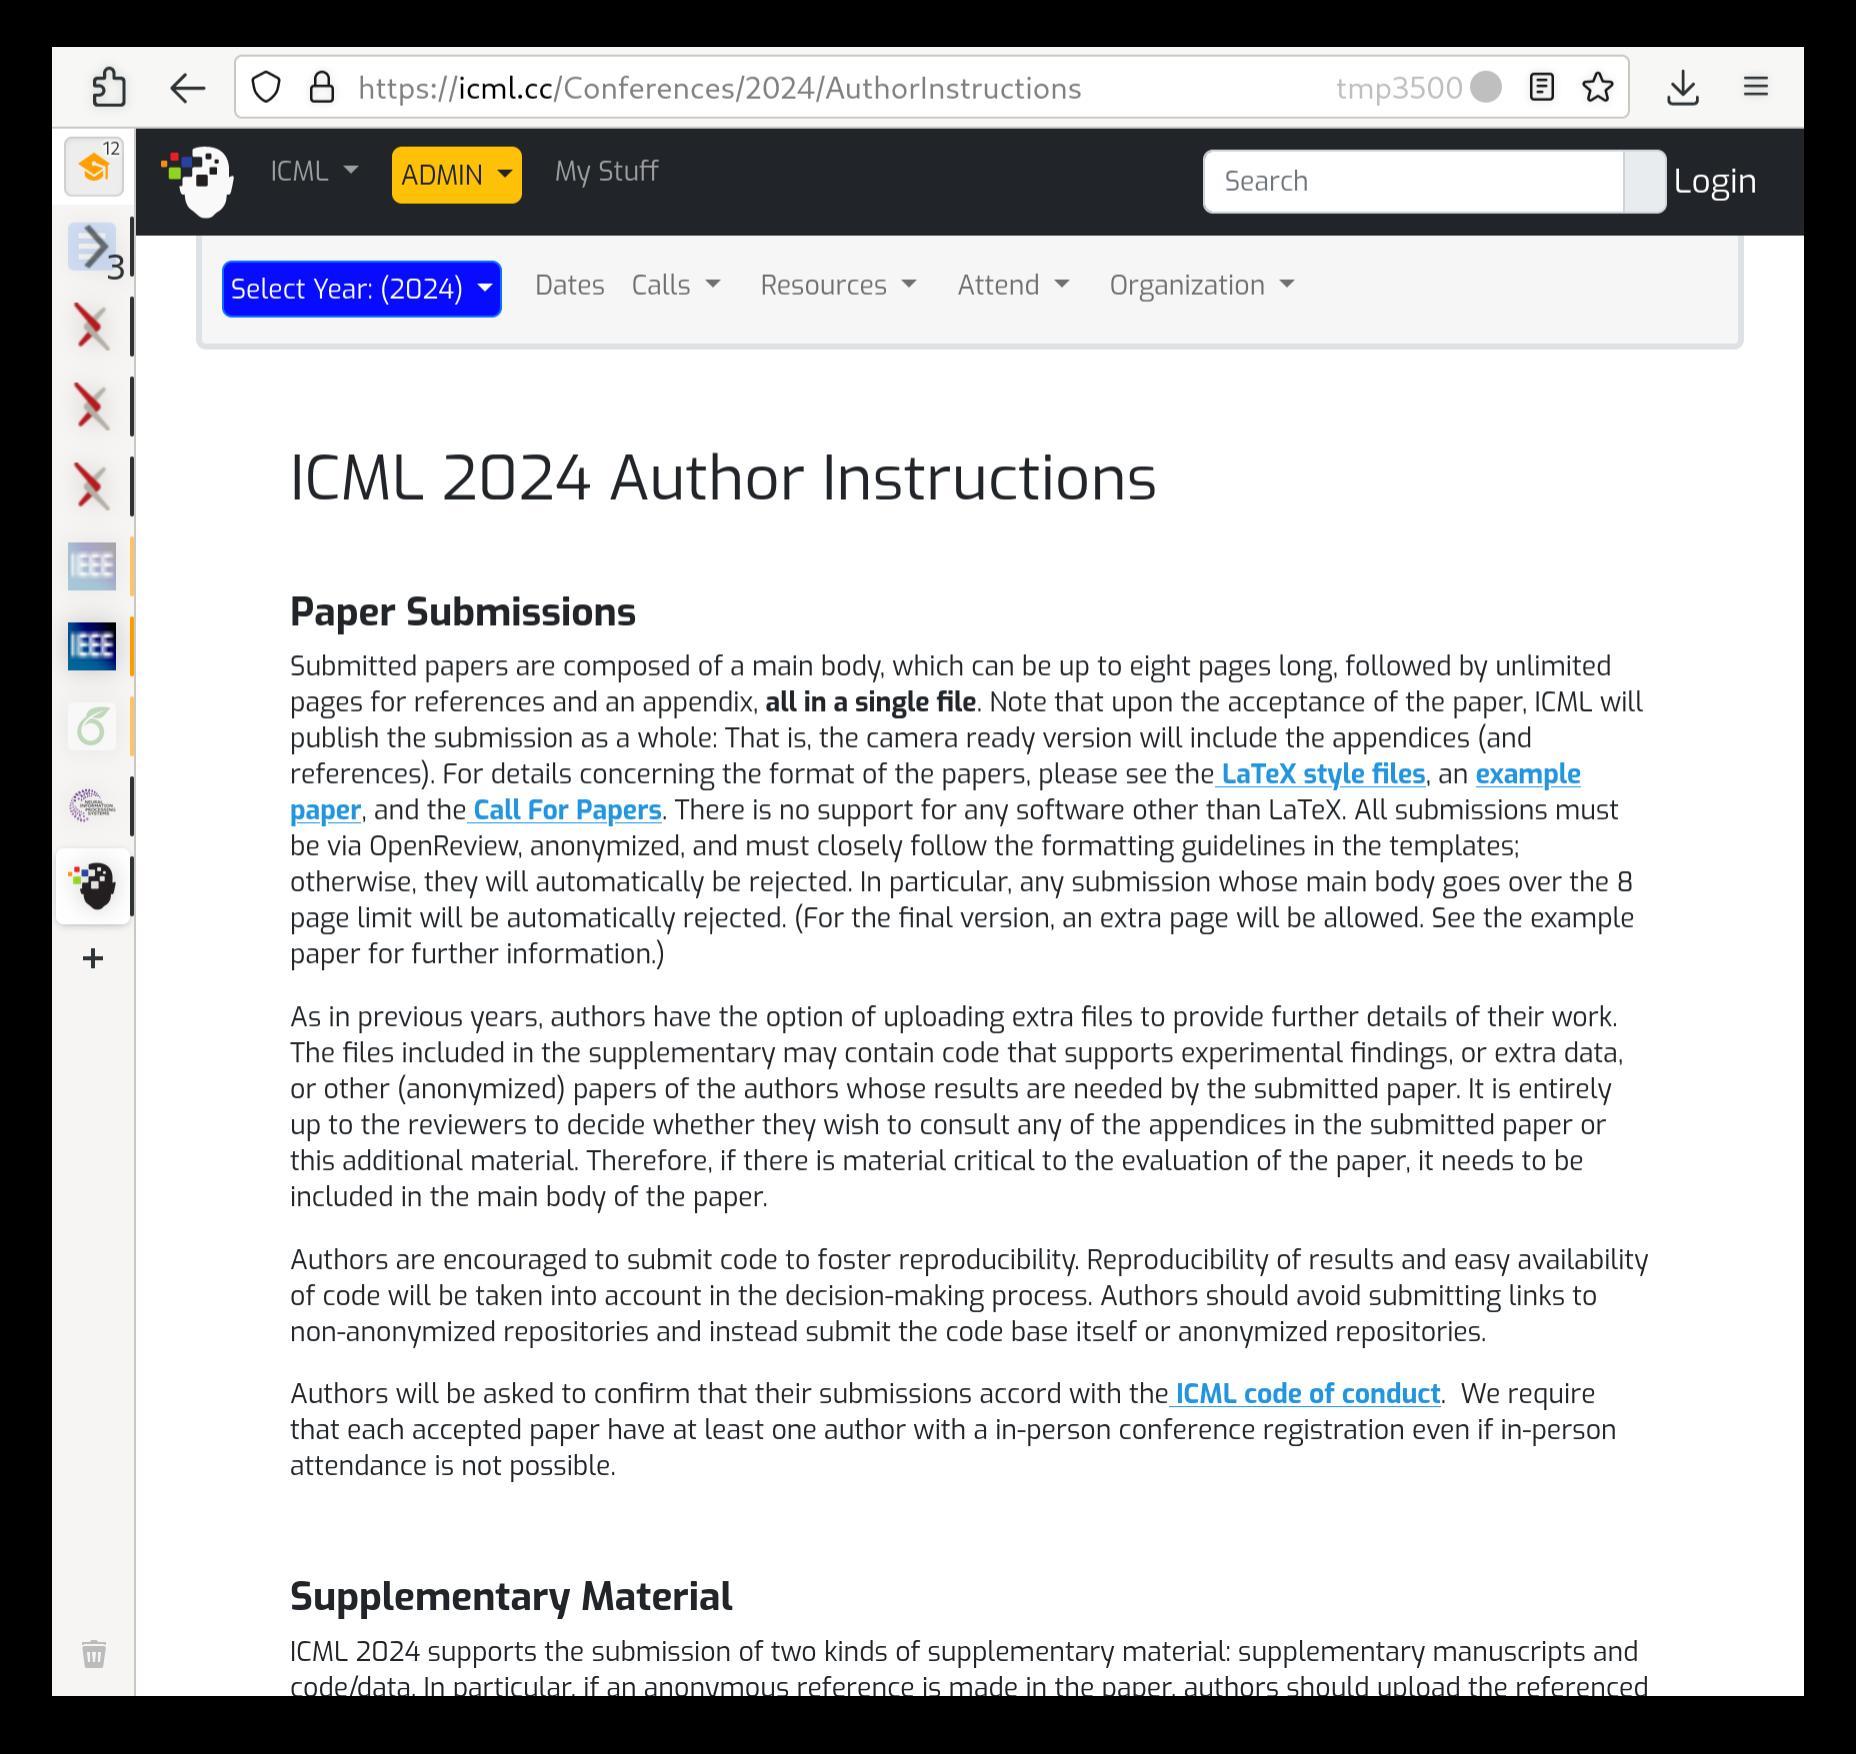 https://icml.cc/Conferences/2024/AuthorInstructions
tmp3500
12
3
IEEE
IEEE
ICML
ADMIN
My Stuff
Search
Login
Select Year: (2024)
Dates
Calls
Resources
Attend
Organization
ICML 2024 Author Instructions
Paper Submissions
Submitted papers are composed of a main body, which can be up to eight pages long, followed by unlimited
pages for references and an appendix, all in a single file. Note that upon the acceptance of the paper, ICML will
publish the submission as a whole: That is, the camera ready version will include the appendices (and
references). For details concerning the format of the papers, please see the LaTeX style files, an example
paper, and the Call For Papers. There is no support for any software other than LaTeX. All submissions must
be via OpenReview, anonymized, and must closely follow the formatting guidelines in the templates;
otherwise, they will automatically be rejected. In particular, any submission whose main body goes over the 8
page limit will be automatically rejected. (For the final version, an extra page will be allowed. See the example
paper for further information.)
As in previous years, authors have the option of uploading extra files to provide further details of their work.
The files included in the supplementary may contain code that supports experimental findings, or extra data,
or other (anonymized) papers of the authors whose results are needed by the submitted paper. It is entirely
up to the reviewers to decide whether they wish to consult any of the appendices in the submitted paper or
this additional material. Therefore, if there is material critical to the evaluation of the paper, it needs to be
included in the main body of the paper.
Authors are encouraged to submit code to foster reproducibility. Reproducibility of results and easy availability
of code will be taken into account in the decision-making process. Authors should avoid submitting links to
non-anonymized repositories and instead submit the code base itself or anonymized repositories.
Authors will be asked to confirm that their submissions accord with the ICML code of conduct. We require
that each accepted paper have at least one author with a in-person conference registration even if in-person
attendance is not possible.
Supplementary Material
ICML 2024 supports the submission of two kinds of supplementary material: supplementary manuscripts and
code/data. In particular, if an anonymous reference is made in the paper, authors should upload the referenced